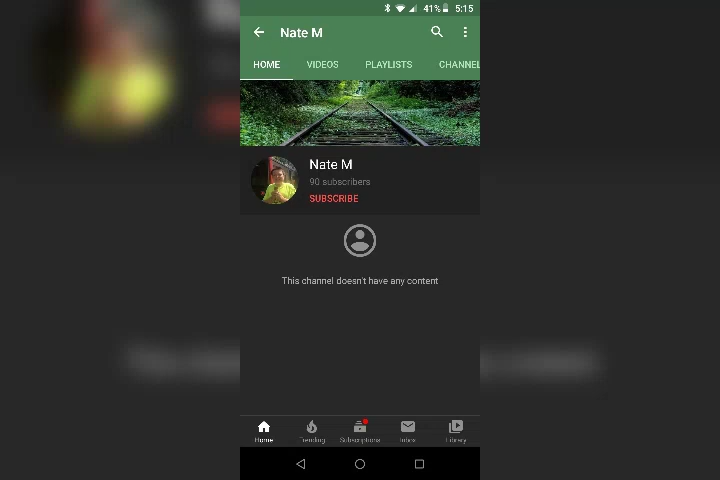 41% 5:15
Nate M
HOME VIDEOS PLAYLISTS CHANNEL
Nate M
90 subscribers
SUBSCRIBE
This channel doesn't have any content
Home Trending Subscriptions Inbox Library